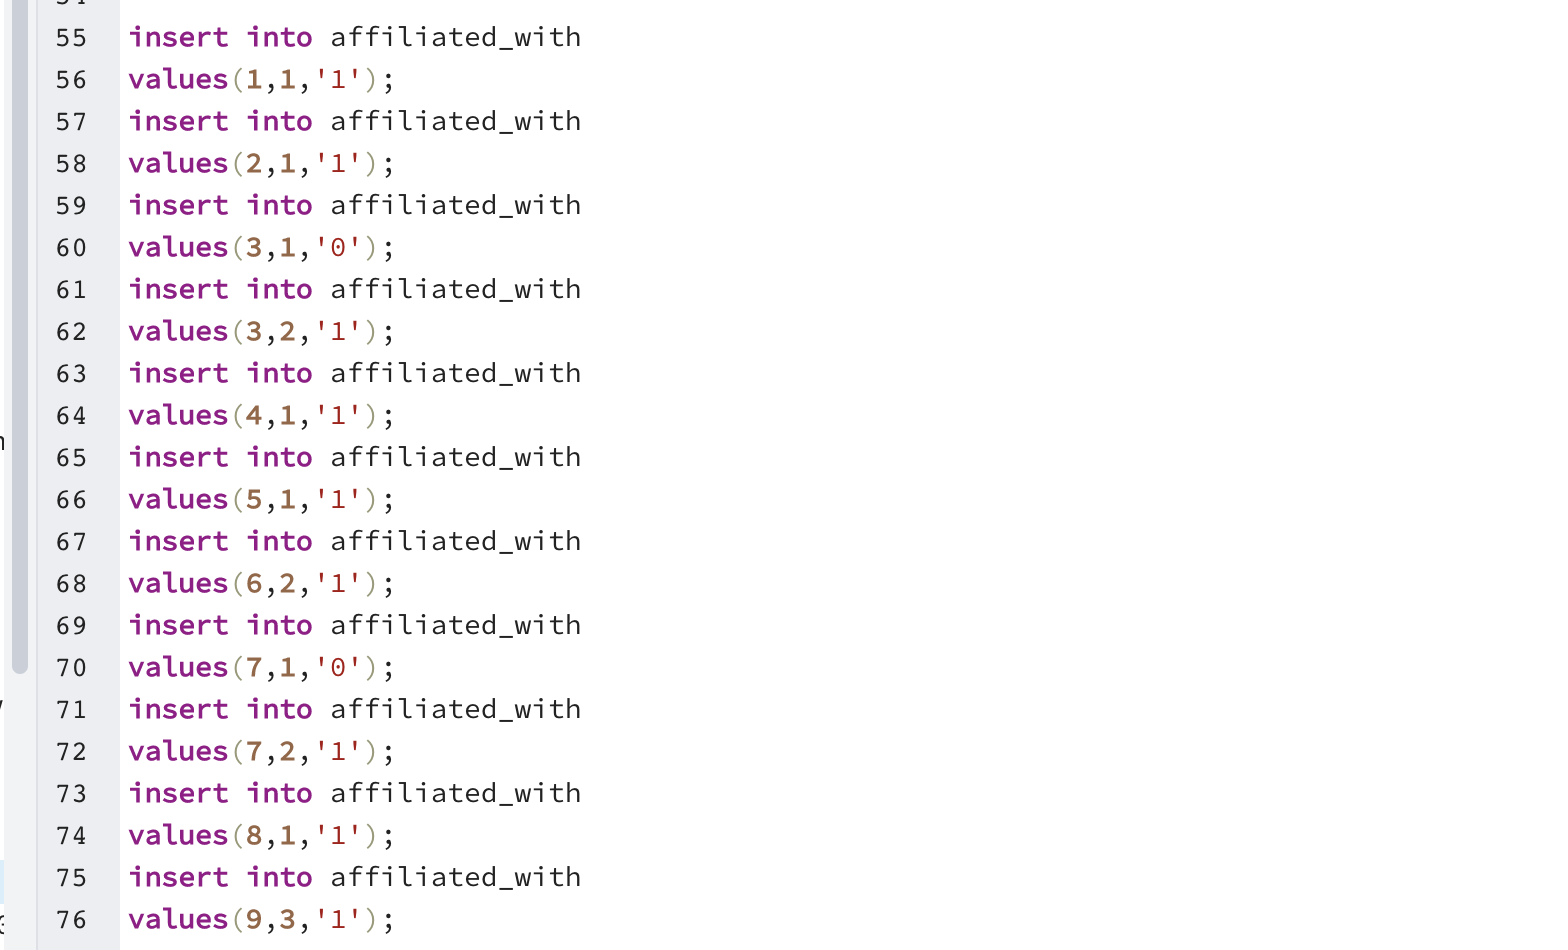 55 insert into affiliated_with
56 values(1,1,'1');
57 insert into affiliated_with
58 values(2,1,'1');
59 insert into affiliated_with
60 values(3,1,'0');
61 insert into affiliated_with
62 values(3,2,'1');
63 insert into affiliated_with
64 values(4,1,'1');
65 insert into affiliated_with
66 values(5,1,'1');
67 insert into affiliated_with
68 values(6,2,'1');
69 insert into affiliated_with
70 values(7,1,'0');
71 insert into affiliated_with
72 values(7,2,'1');
73 insert into affiliated_with
74 values(8,1,'1');
75 insert into affiliated_with
76 values(9,3,'1');